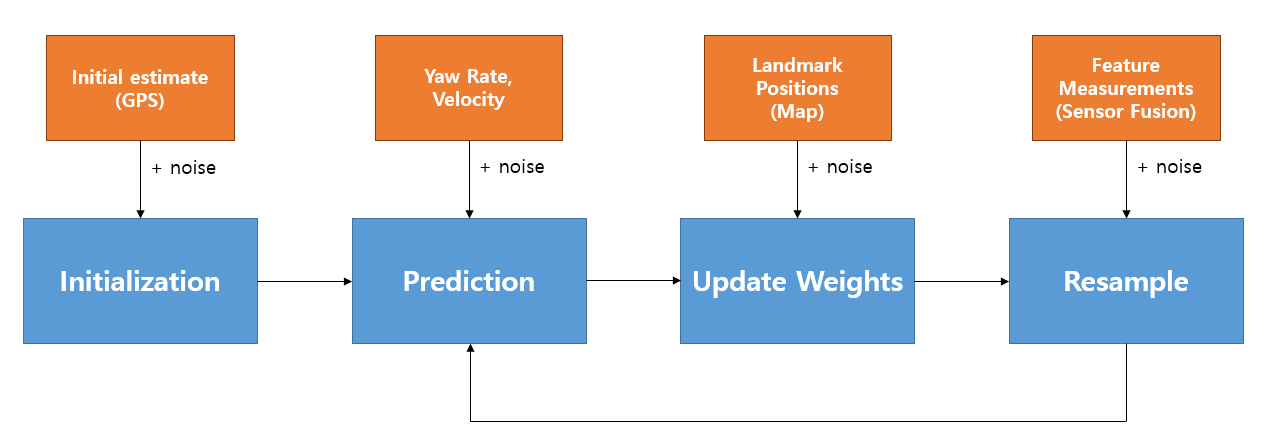 Initial estimate
(GPS)
Yaw Rate,
Velocity
Landmark
Positions
(Map)
Feature
Measurements
(Sensor Fusion)
+ noise
+ noise
+ noise
+ noise
Initialization
Prediction
Update Weights
Resample